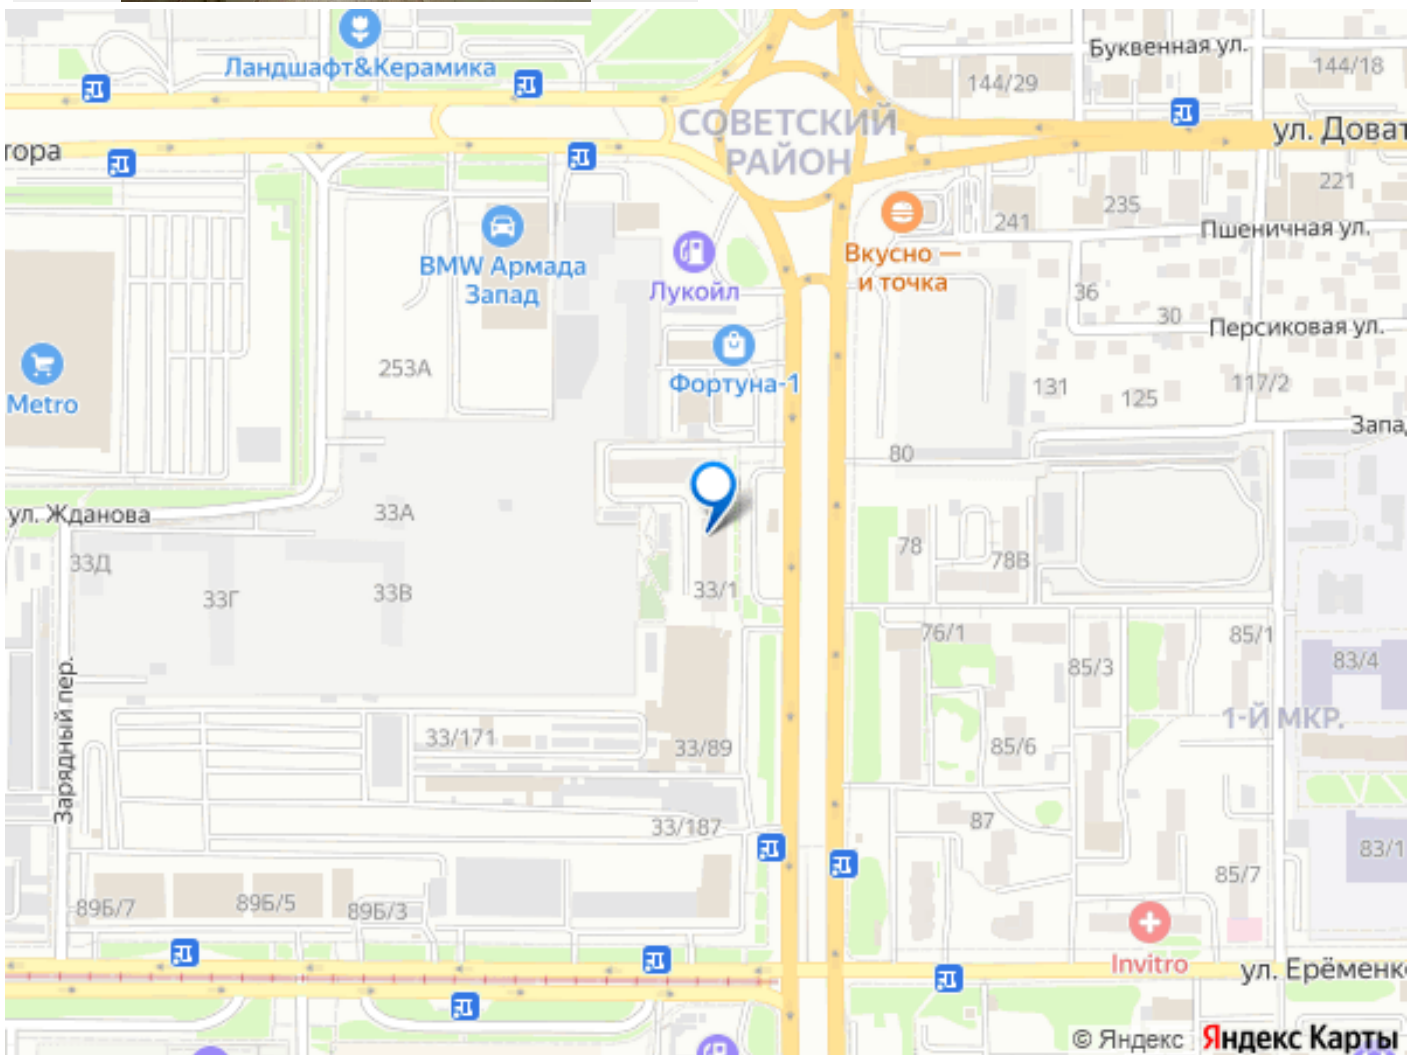 Буквенная ул.
144/18
Ландшафт&Керамика
144/29
СОВЕТСКИЙ
РАЙОН
ул. Доват
тора
221
235
241
Пшеничная ул.
BMW Армада
Запад
Лукойл
Вкусно —
и точка
36
30
Персиковая ул.
253А
Фортуна-1
131
125
117/2
Metro
Запад
80
ул. Жданова
33А
33Д
33Г
33В
33/1
78
78В
76/1
85/1
85/3
83/4
Зарядный пер.
1-Й МКР.
33/171
33/89
85/6
33/187
87
83/1
85/7
89Б/7
89Б/5
89Б/3
Invitro
ул. Ерёменко
© Яндекс Яндекс Карты